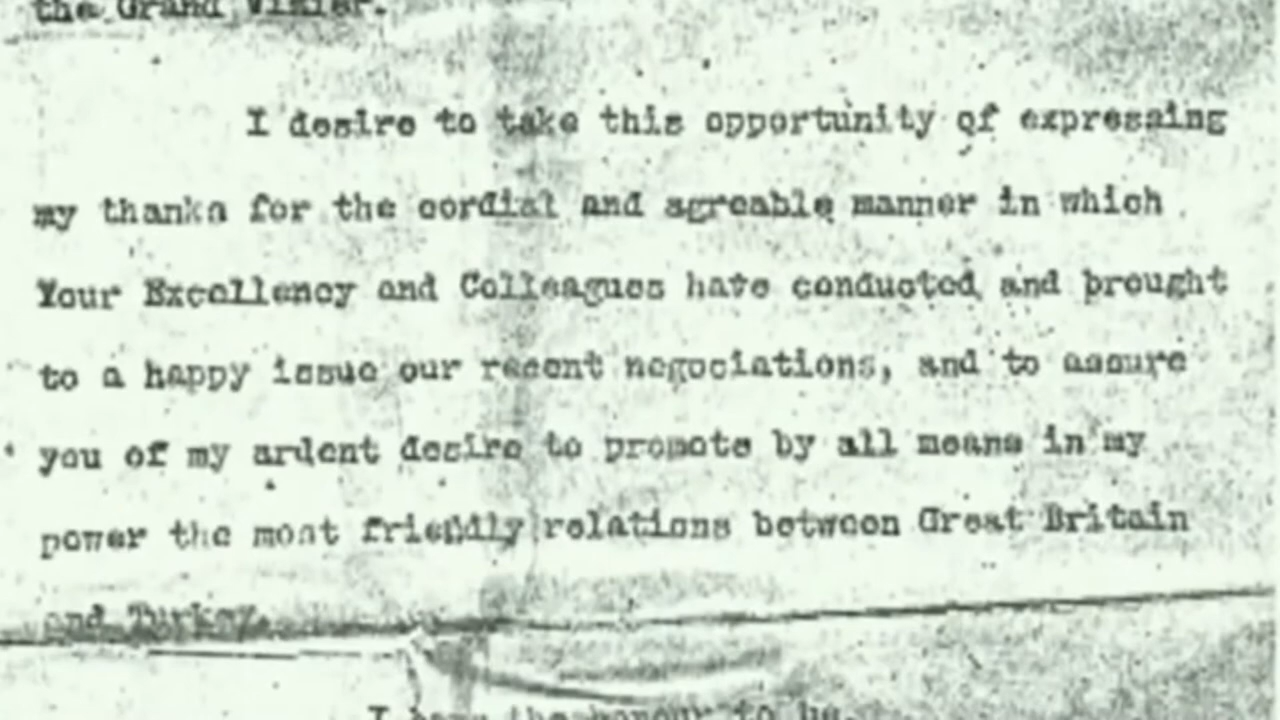 the Grand Vizier.
I desire to take this opportunity of expressing
my thanks for the cordial and agreable manner in which
Your Excellency and Colleagues have conducted and brought
to a happy issue our recent negociations, and to assure
you of my ardent desire to promote by all means in my
power the most friendly relations between Great Britain
and Turkey.
I have the honour to be,